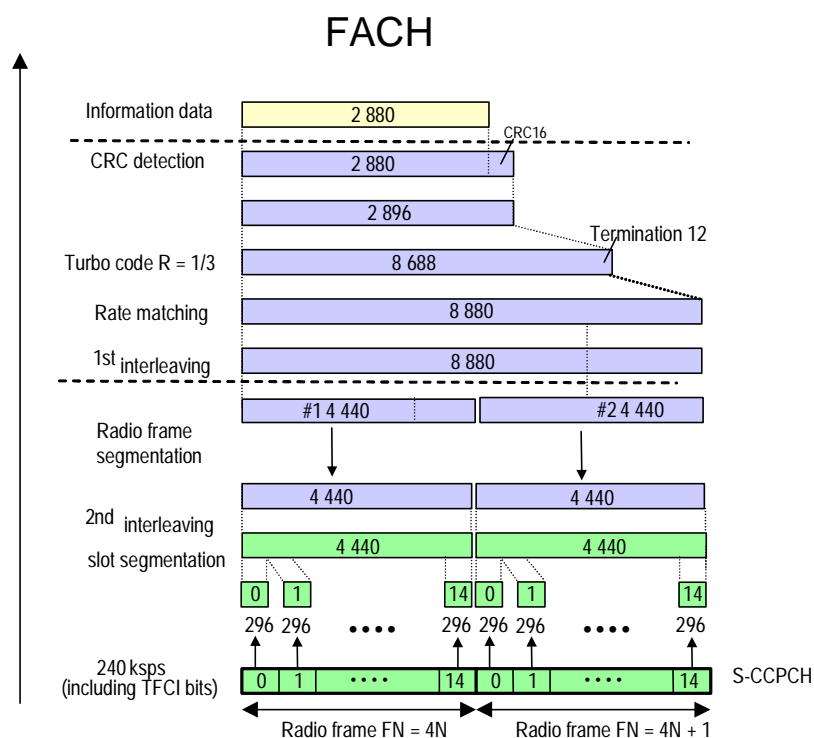 FACH
Information data
2 880
CRC16
CRC detection
2 880
2 896
Termination 12
Turbo code R = 1/3
8 688
Rate matching
8 880
1st interleaving
8 880
#1 4 440
#2 4 440
Radio frame
segmentation
4 440
4 440
2nd interleaving
slot segmentation
4 440
4 440
0 1 14 0 1 14
296 296 •••• 296 296 296 •••• 296
240 ksps
(including TFCI bits)
0 1 •••• 14 0 1 •••• 14
S-CCPCH
Radio frame FN = 4N
Radio frame FN = 4N + 1